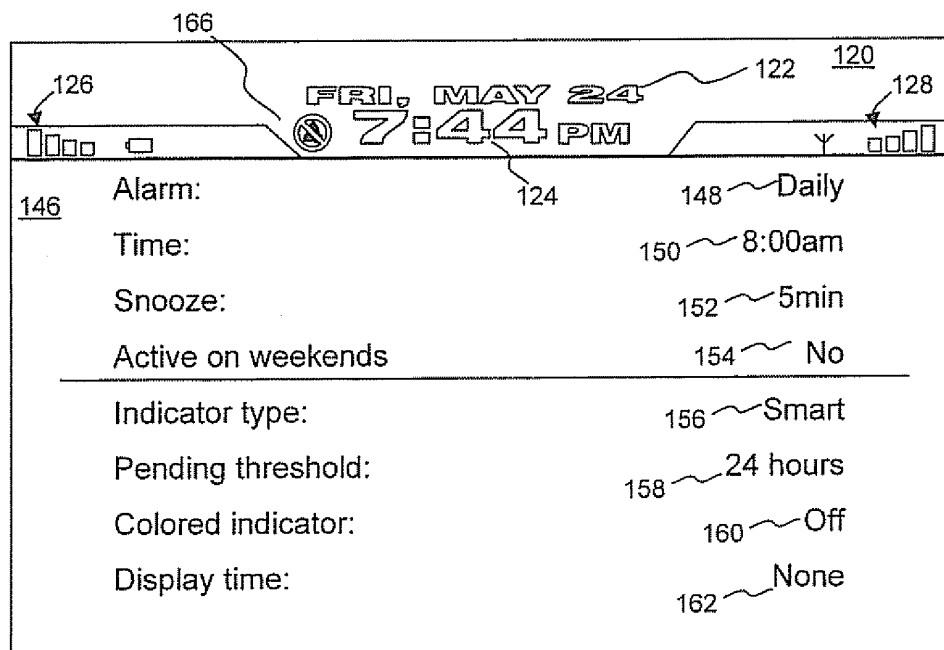 166
120
126
FRI, MAY 24
122
128
7:44 PM
124
146
Alarm:
148
Daily
Time:
150
8:00am
Snooze:
152
5min
Active on weekends
154
No
Indicator type:
156
Smart
Pending threshold:
158
24 hours
Colored indicator:
160
Off
Display time:
162
None